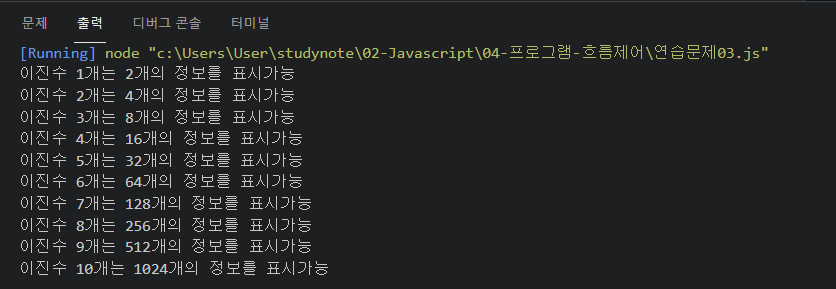 문제 출력 디버그 콘솔 터미널
[Running] node "c:\Users\User\studynote\02-Javascript\04-프로그램-흐름제어\연습문제03.js"
이진수 1개는 2개의 정보를 표시가능
이진수 2개는 4개의 정보를 표시가능
이진수 3개는 8개의 정보를 표시가능
이진수 4개는 16개의 정보를 표시가능
이진수 5개는 32개의 정보를 표시가능
이진수 6개는 64개의 정보를 표시가능
이진수 7개는 128개의 정보를 표시가능
이진수 8개는 256개의 정보를 표시가능
이진수 9개는 512개의 정보를 표시가능
이진수 10개는 1024개의 정보를 표시가능